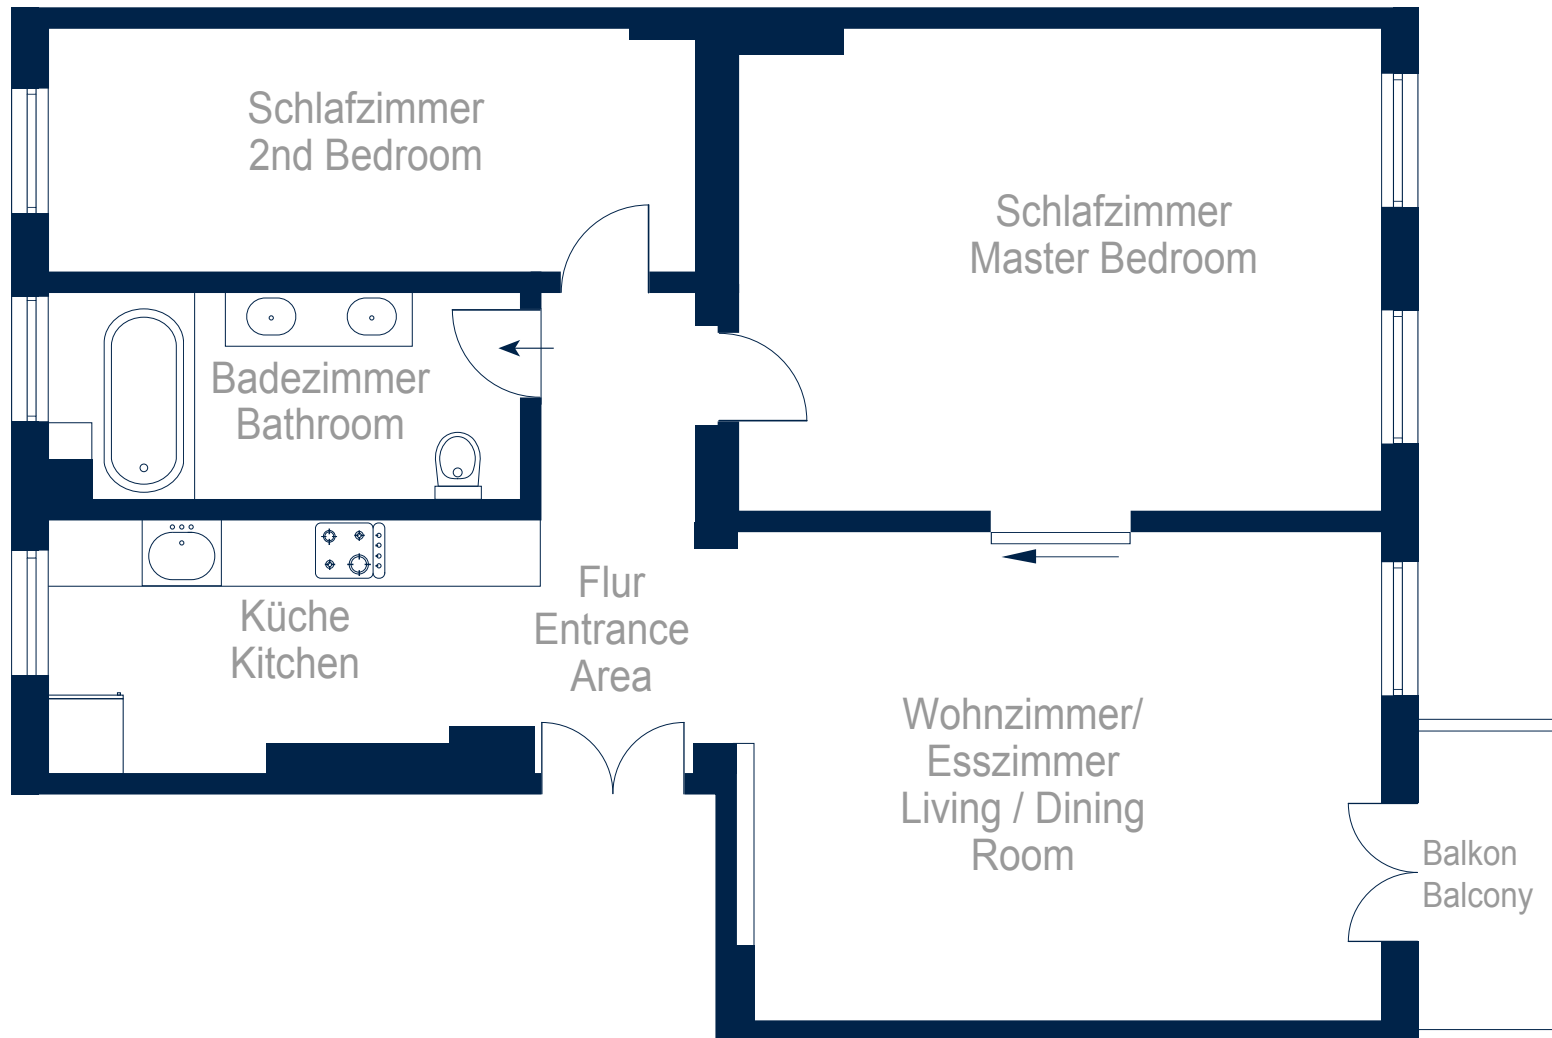 Schlafzimmer
2nd Bedroom
Schlafzimmer
Master Bedroom
Badezimmer
Bathroom
Küche
Kitchen
Flur
Entrance
Area
Wohnzimmer/
Esszimmer
Living / Dining
Room
Balkon
Balcony